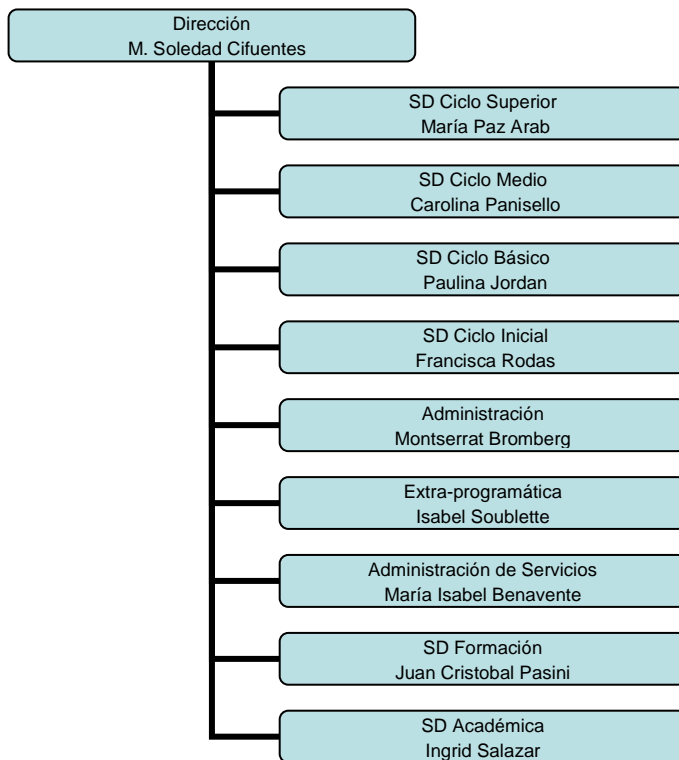 Dirección
M. Soledad Cifuentes
SD Ciclo Superior
María Paz Arab
SD Ciclo Medio
Carolina Panisello
SD Ciclo Básico
Paulina Jordan
SD Ciclo Inicial
Francisca Rodas
Administración
Montserrat Bromberg
Extra-programática
Isabel Soublette
Administración de Servicios
María Isabel Benavente
SD Formación
Juan Cristobal Pasini
SD Académica
Ingrid Salazar